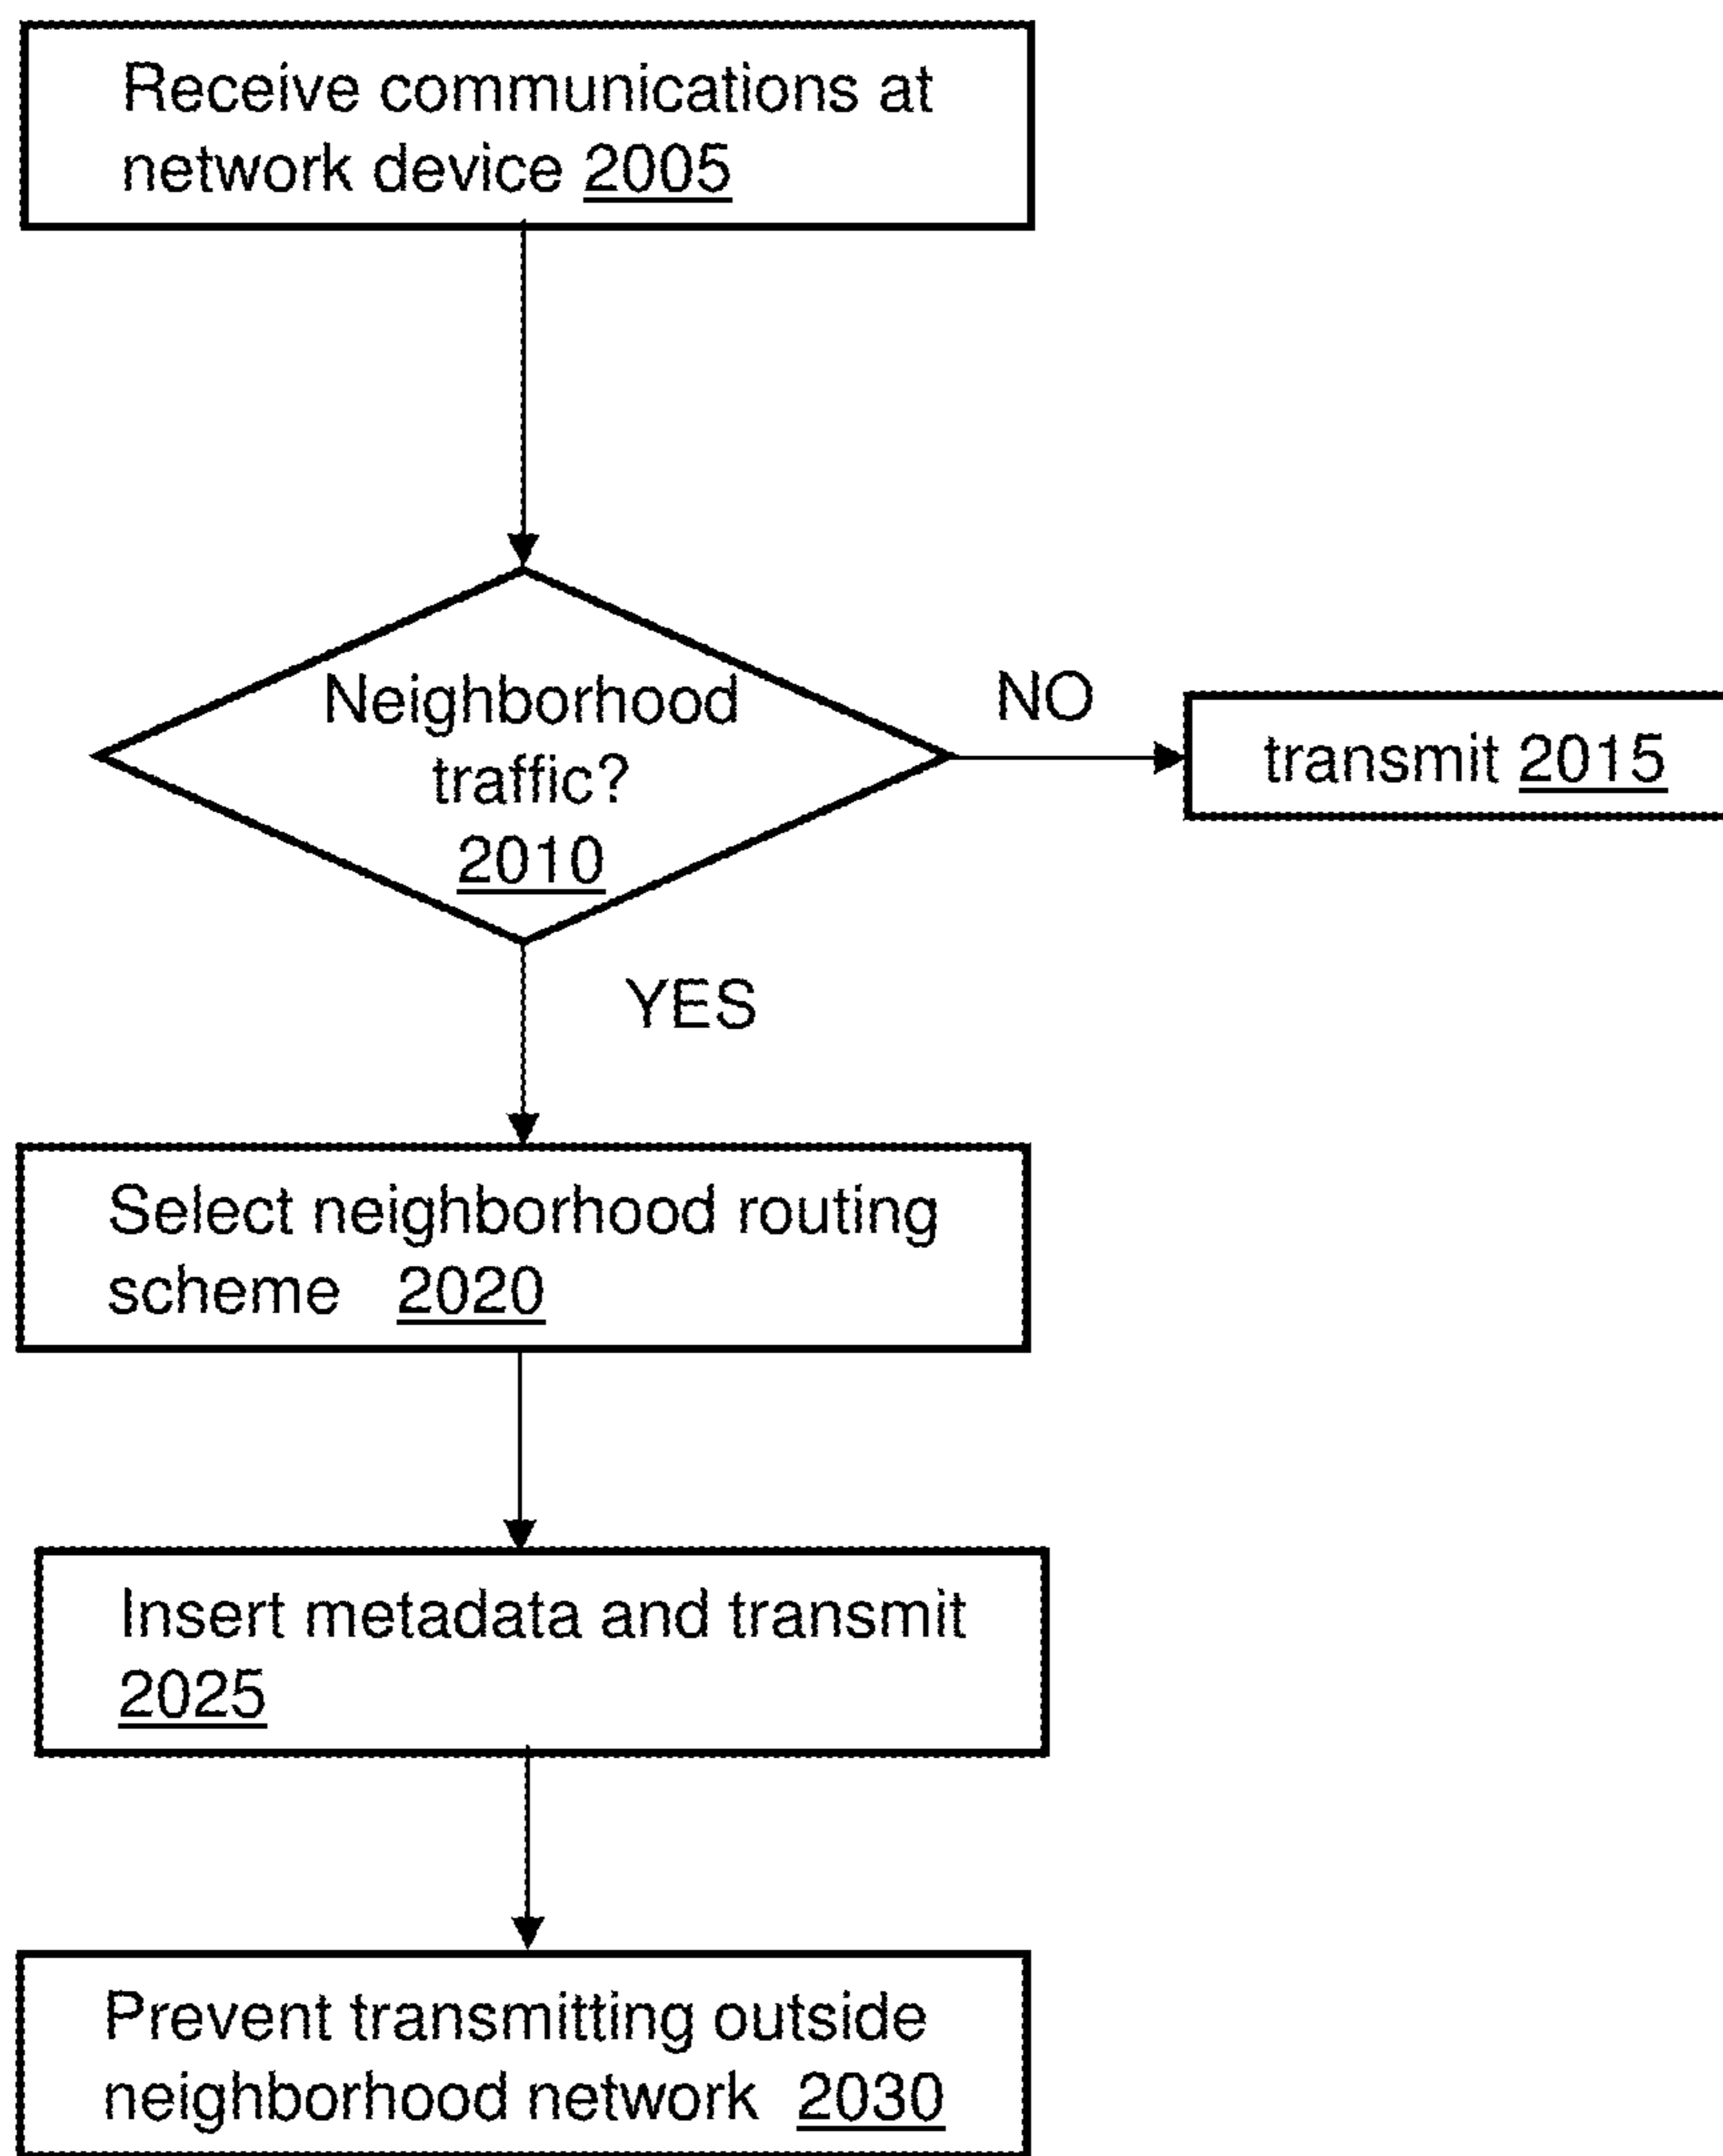 Receive communications at
network device 2005
Neighborhood
traffic?
2010
NO
transmit 2015
YES
Select neighborhood routing
scheme 2020
Insert metadata and transmit
2025
Prevent transmitting outside
neighborhood network 2030